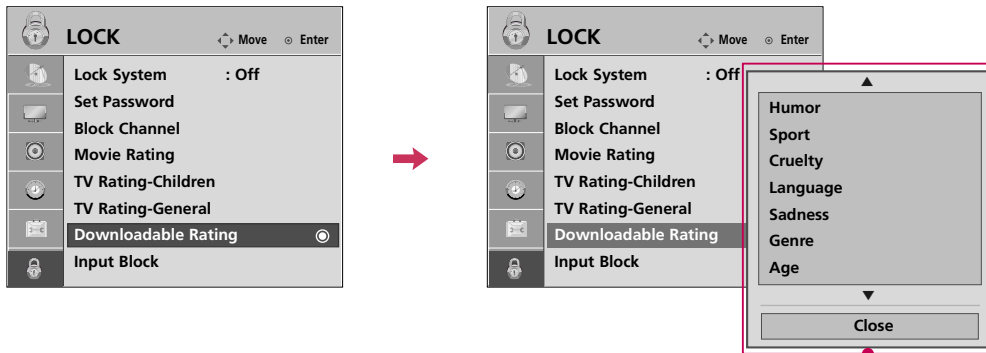 LOCK
Move Enter
Lock System : Off
Set Password
Block Channel
Movie Rating
TV Rating-Children
TV Rating-General
Downloadable Rating
Input Block
LOCK
Move Enter
Lock System : Off
Set Password
Block Channel
Movie Rating
TV Rating-Children
TV Rating-General
Downloadable Rating
Input Block
Humor
Sport
Cruelty
Language
Sadness
Genre
Age
Close